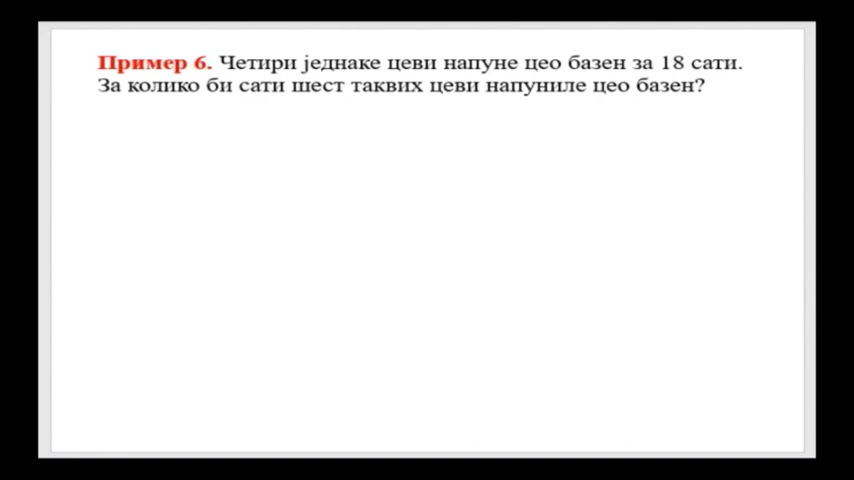 Пример 6. Четири једнаке цеви напуне цео базен за 18 сати.
За колико би сати шест таквих цеви напуниле цео базен?